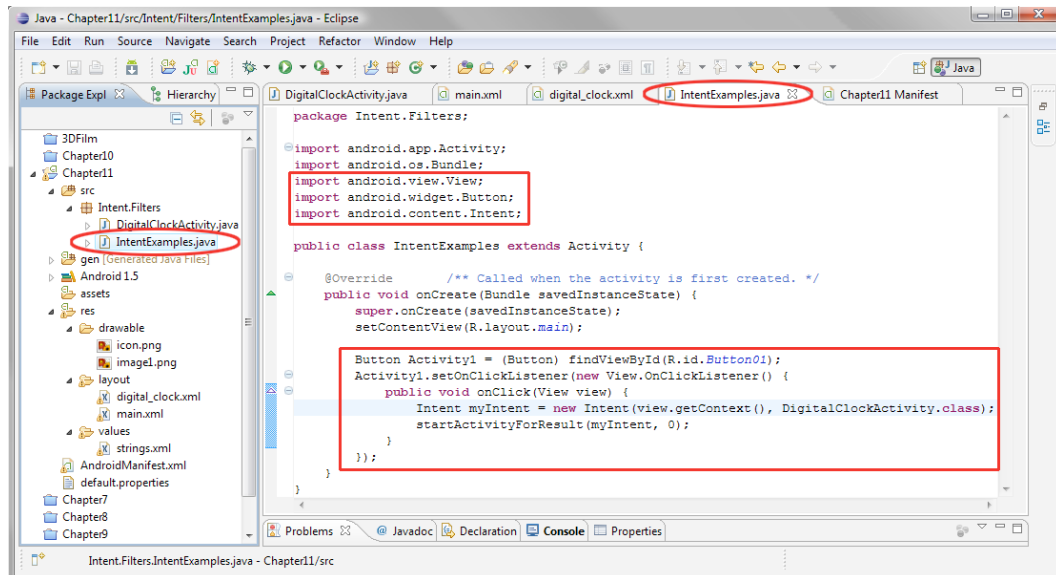 Java - Chapter11/src/Intent/Filters/IntentExamples.java - Eclipse
File Edit Run Source Navigate Search Project Refactor Window Help
Java
Package Expl Hierarchy
DigitalClockActivity.java main.xml digital_clock.xml IntentExamples.java Chapter11 Manifest
3DFilm
Chapter10
Chapter11
src
Intent.Filters
DigitalClockActivity.java
IntentExamples.java
gen [Generated Java Files]
Android 1.5
assets
res
drawable
icon.png
image1.png
layout
digital_clock.xml
main.xml
values
strings.xml
AndroidManifest.xml
default.properties
Chapter7
Chapter8
Chapter9
package Intent.Filters;
import android.app.Activity;
import android.os.Bundle;
import android.view.View;
import android.widget.Button;
import android.content.Intent;
public class IntentExamples extends Activity {
@Override /** Called when the activity is first created. */
public void onCreate(Bundle savedInstanceState) {
super.onCreate(savedInstanceState);
setContentView(R.layout.main);
Button Activity1 = (Button) findViewById(R.id.Button01);
Activity1.setOnClickListener(new View.OnClickListener() {
public void onClick(View view) {
Intent myIntent = new Intent(view.getContext(), DigitalClockActivity.class);
startActivityForResult(myIntent, 0);
}
});
}
}
Problems @ Javadoc Declaration Console Properties
Intent.Filters.IntentExamples.java - Chapter11/src